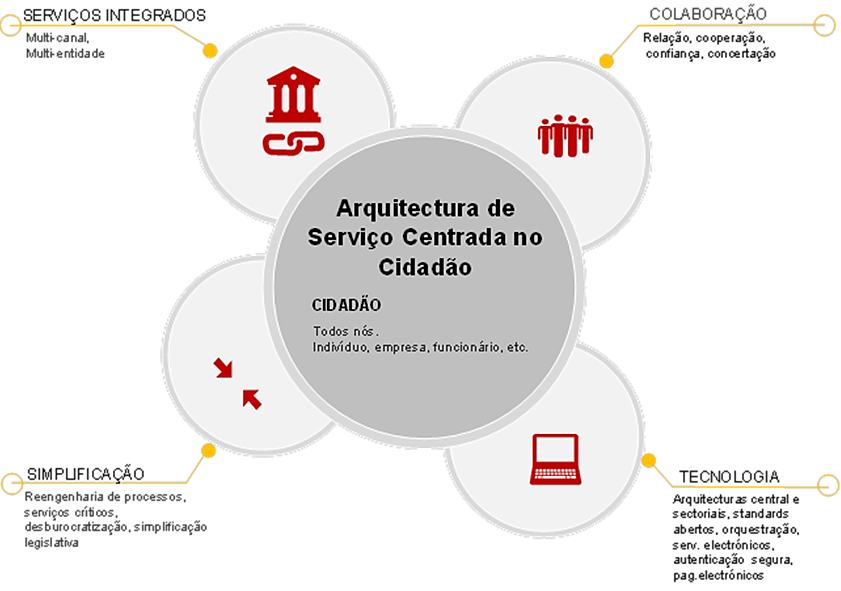 SERVIÇOS INTEGRADOS
Multi-canal,
Multi-entidade
COLABORAÇÃO
Relação, cooperação,
confiança, concertação
Arquitectura de
Serviço Centrada no
Cidadão
CIDADÃO
Todos nós.
Indivíduo, empresa, funcionário, etc.
SIMPLIFICAÇÃO
Reengenharia de processos,
serviços críticos,
desburocratização, simplificação
legislativa
TECNOLOGIA
Arquitecturas central e
sectoriais, standards
abertos, orquestração,
serv. electrónicos,
autenticação segura,
pag.electrónicos